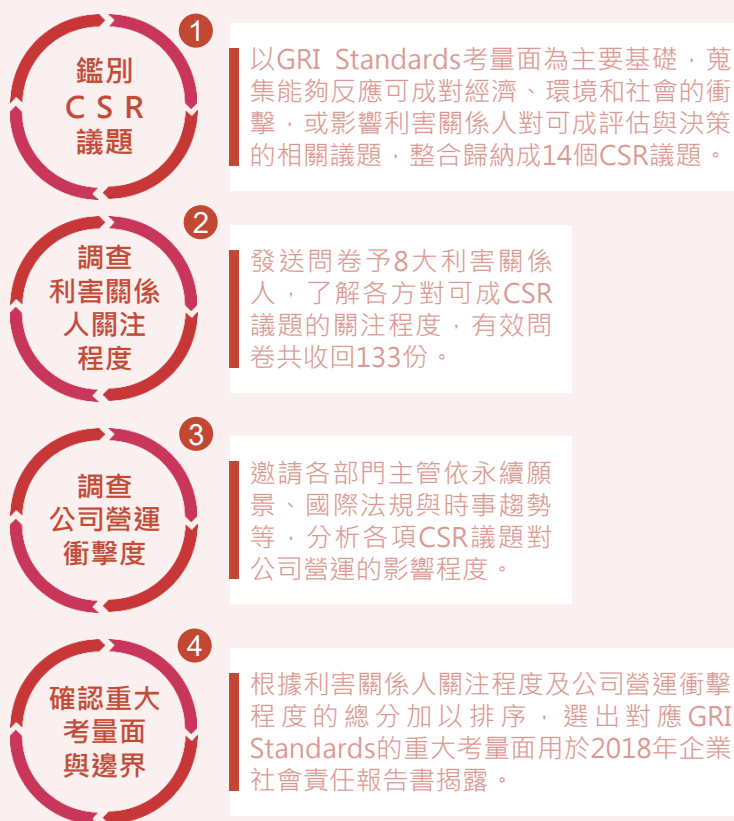 1
鑑別
CSR
議題
以GRI Standards考量面為主要基礎，蒐
集能夠反應可成對經濟、環境和社會的衝
擊，或影響利害關係人對可成評估與決策
的相關議題，整合歸納成14個CSR議題。
2
調查
利害關係
人關注
程度
發送問卷予8大利害關係
人，了解各方對可成CSR
議題的關注程度，有效問
卷共收回133份。
3
調查
公司營運
衝擊度
邀請各部門主管依永續願
景、國際法規與時事趨勢
等，分析各項CSR議題對
公司營運的影響程度。
4
確認重大
考量面
與邊界
根據利害關係人關注程度及公司營運衝擊
程度的總分加以排序，選出對應GRI
Standards的重大考量面用於2018年企業
社會責任報告書揭露。